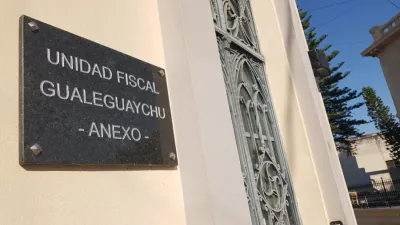 UNIDAD FISCAL
GUALEGUAYCHU
- ANEXO -